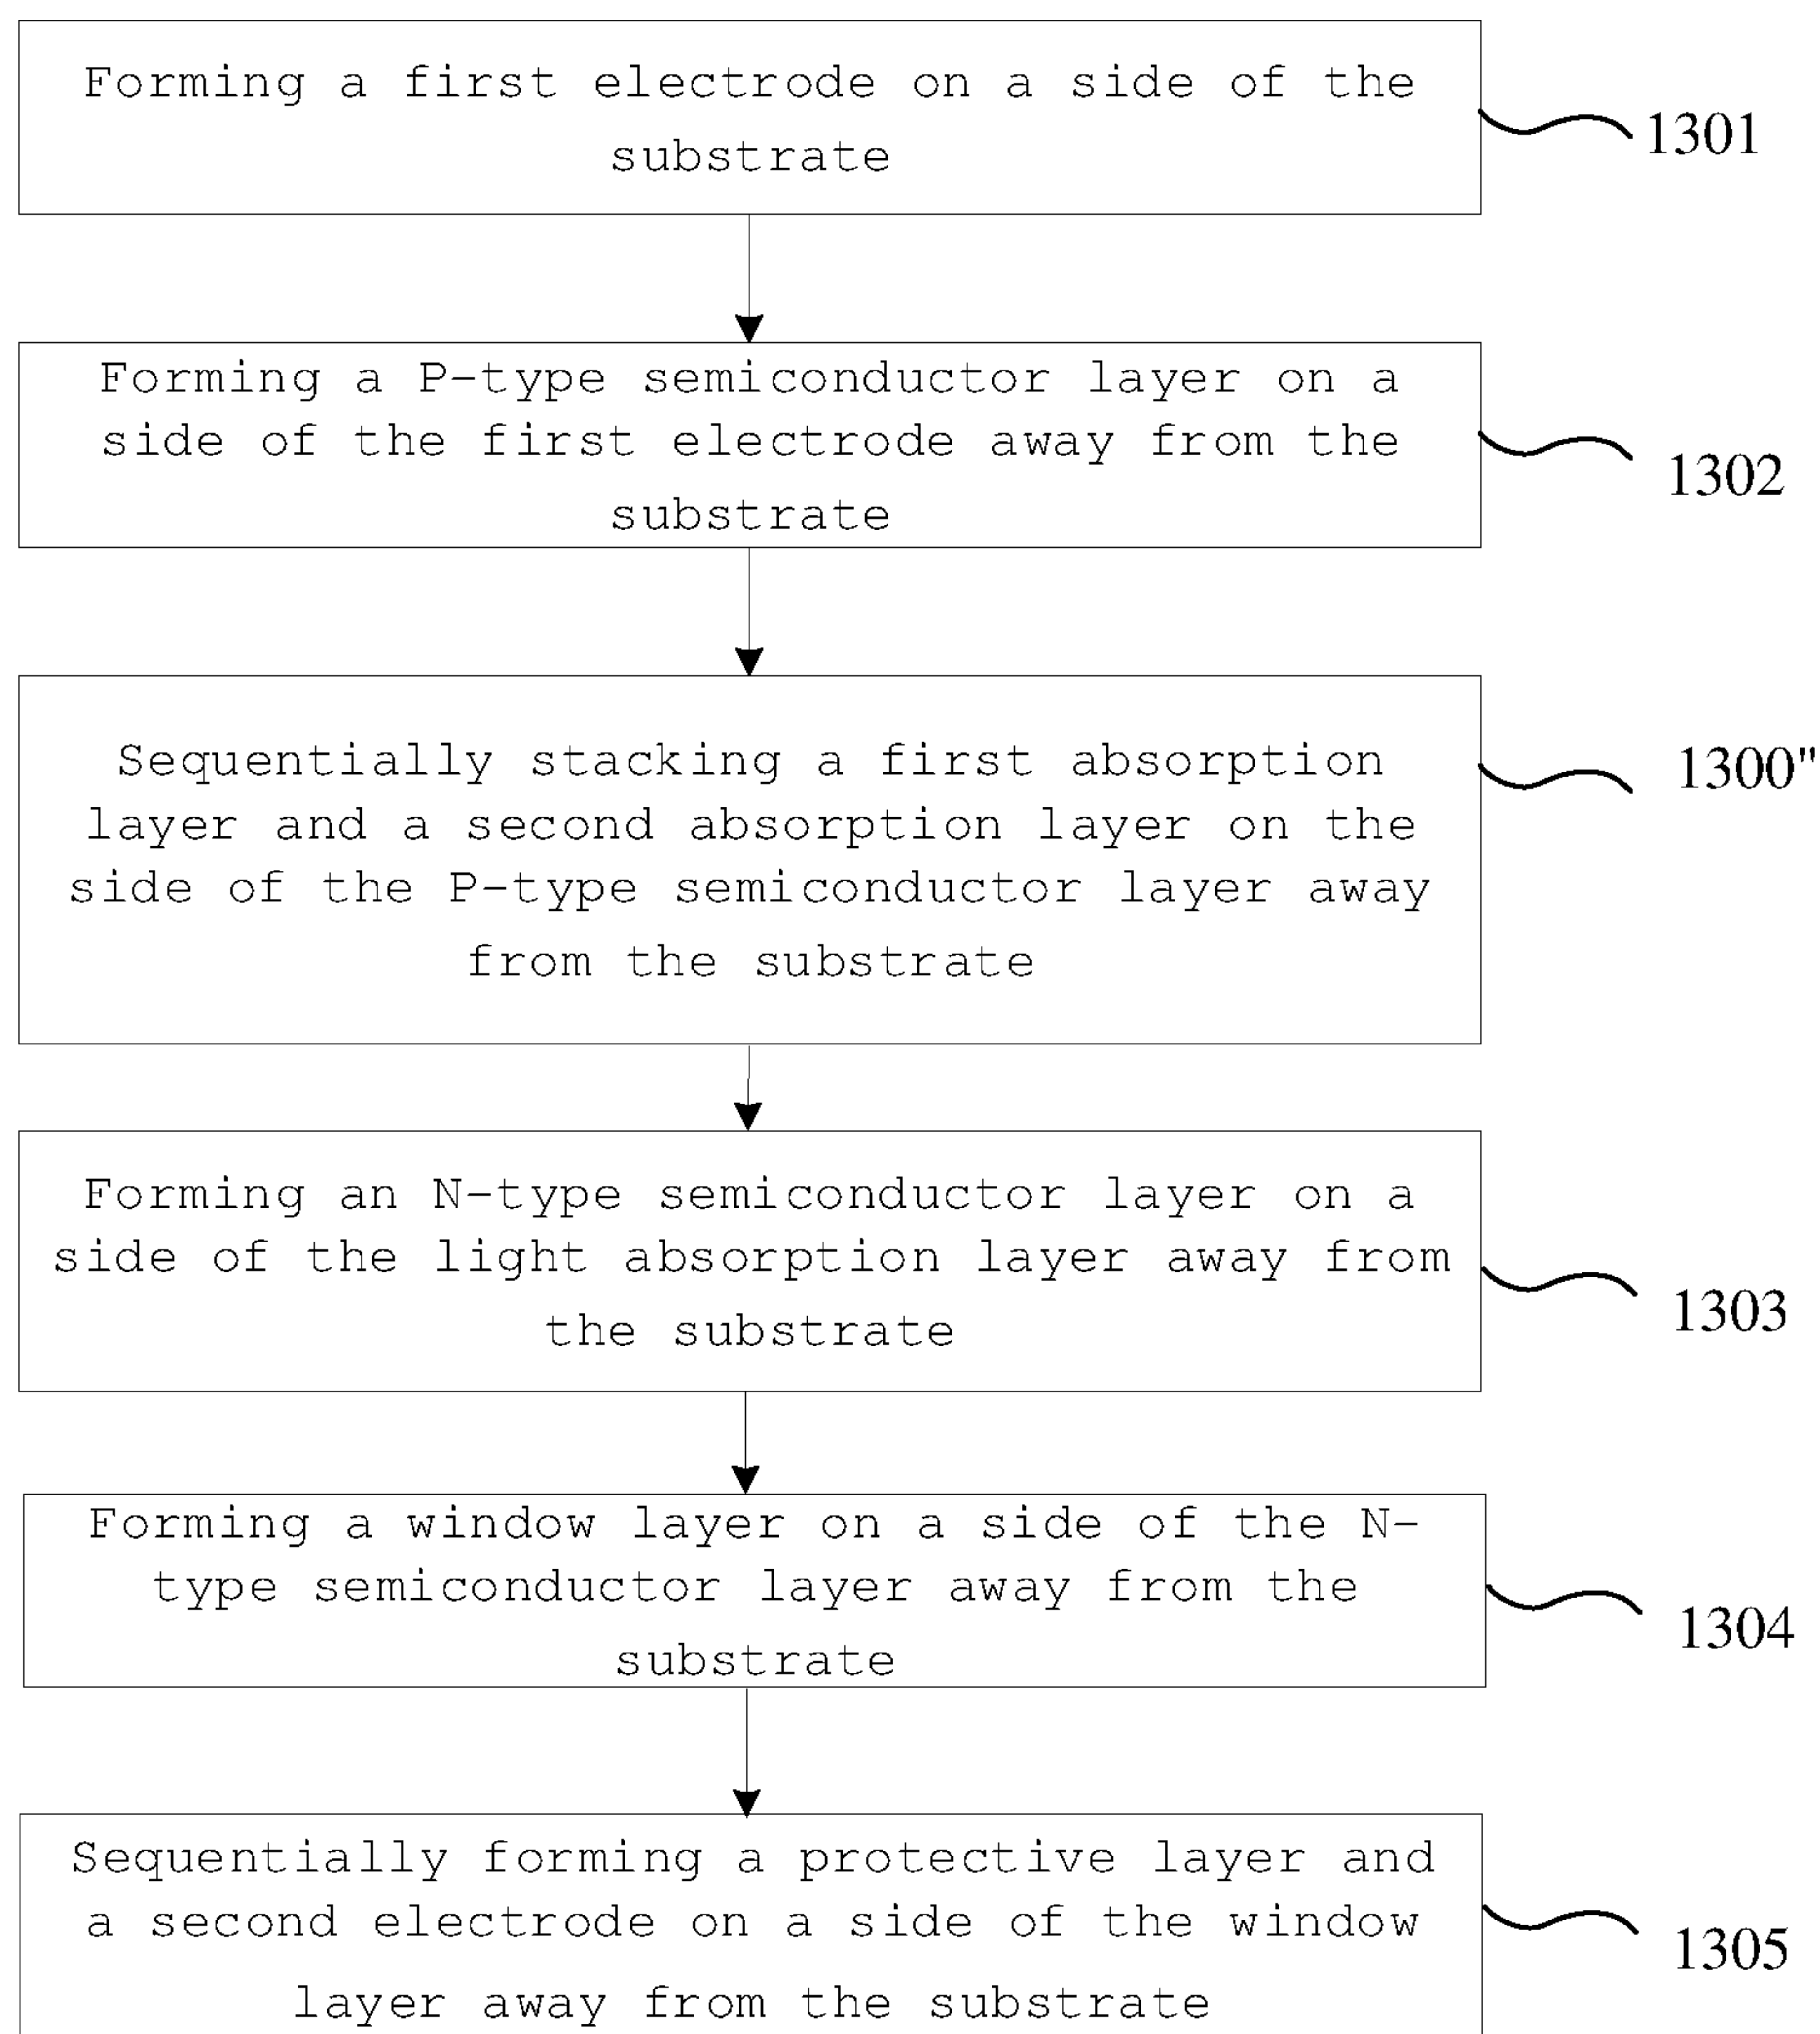 Forming a first electrode on a side of the
substrate
1301
Forming a P-type semiconductor layer on a
side of the first electrode away from the
substrate
1302
Sequentially stacking a first absorption
layer and a second absorption layer on the
side of the P-type semiconductor layer away
from the substrate
1300"
Forming an N-type semiconductor layer on a
side of the light absorption layer away from
the substrate
1303
Forming a window layer on a side of the N-
type semiconductor layer away from the
substrate
1304
Sequentially forming a protective layer and
a second electrode on a side of the window
layer away from the substrate
1305